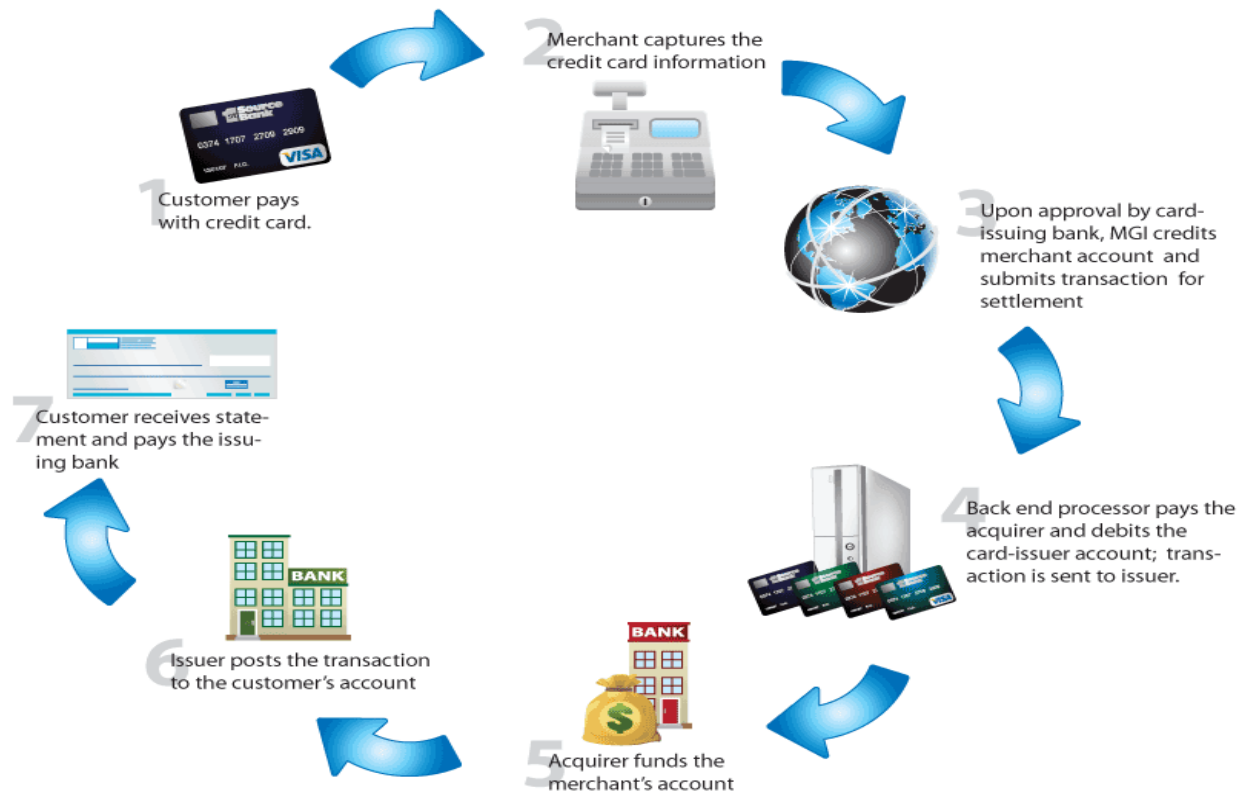 1
Customer pays
with credit card.
1st Source
Bank
0374 1707 2709 2909
VISA
2
Merchant captures the
credit card information
3
Upon approval by card-
issuing bank, MGI credits
merchant account and
submits transaction for
settlement
4
Back end processor pays the
acquirer and debits the
card-issuer account; trans-
action is sent to issuer.
VISA
5
BANK
$
Acquirer funds the
merchant's account
6
BANK
Issuer posts the transaction
to the customer's account
7
Customer receives state-
ment and pays the issu-
ing bank